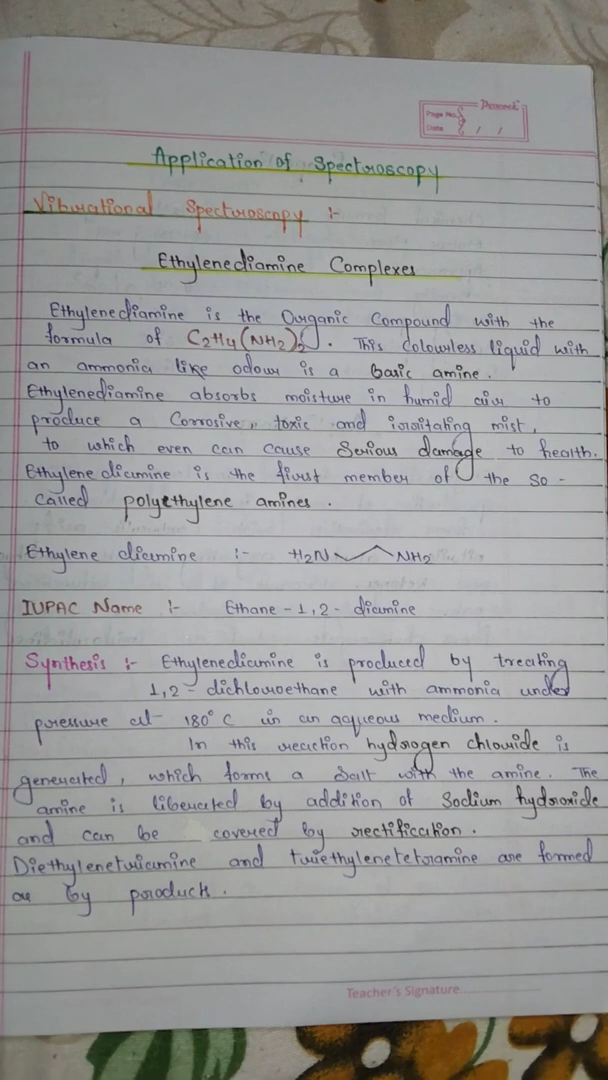 Peacock
Page No.
Date / /
Application of Spectroscopy
Vibrational Spectroscopy :-
Ethylenediamine Complexes
Ethylenediamine is the Organic Compound with the
formula of C2H4(NH2)2. This Colourless liquid with
an ammonia like odour is a basic amine.
Ethylenediamine absorbs moisture in humid air to
produce a Corrosive, toxic and irritating mist,
to which even can cause Serious damage to health.
Ethylene diamine is the first member of the so -
called polyethylene amines.
Ethylene diamine :- H2N NH2
IUPAC Name :- Ethane - 1,2 - diamine
Synthesis :- Ethylenediamine is produced by treating
1,2 - dichloroethane with ammonia under
pressure at 180°C in an aqueous medium.
In this reaction hydrogen chloride is
generated, which forms a Salt with the amine. The
amine is liberated by addition of Sodium hydroxide
and can be covered by rectification.
Diethylenetriamine and triethylenetetramine are formed
as by products.
Teacher's Signature